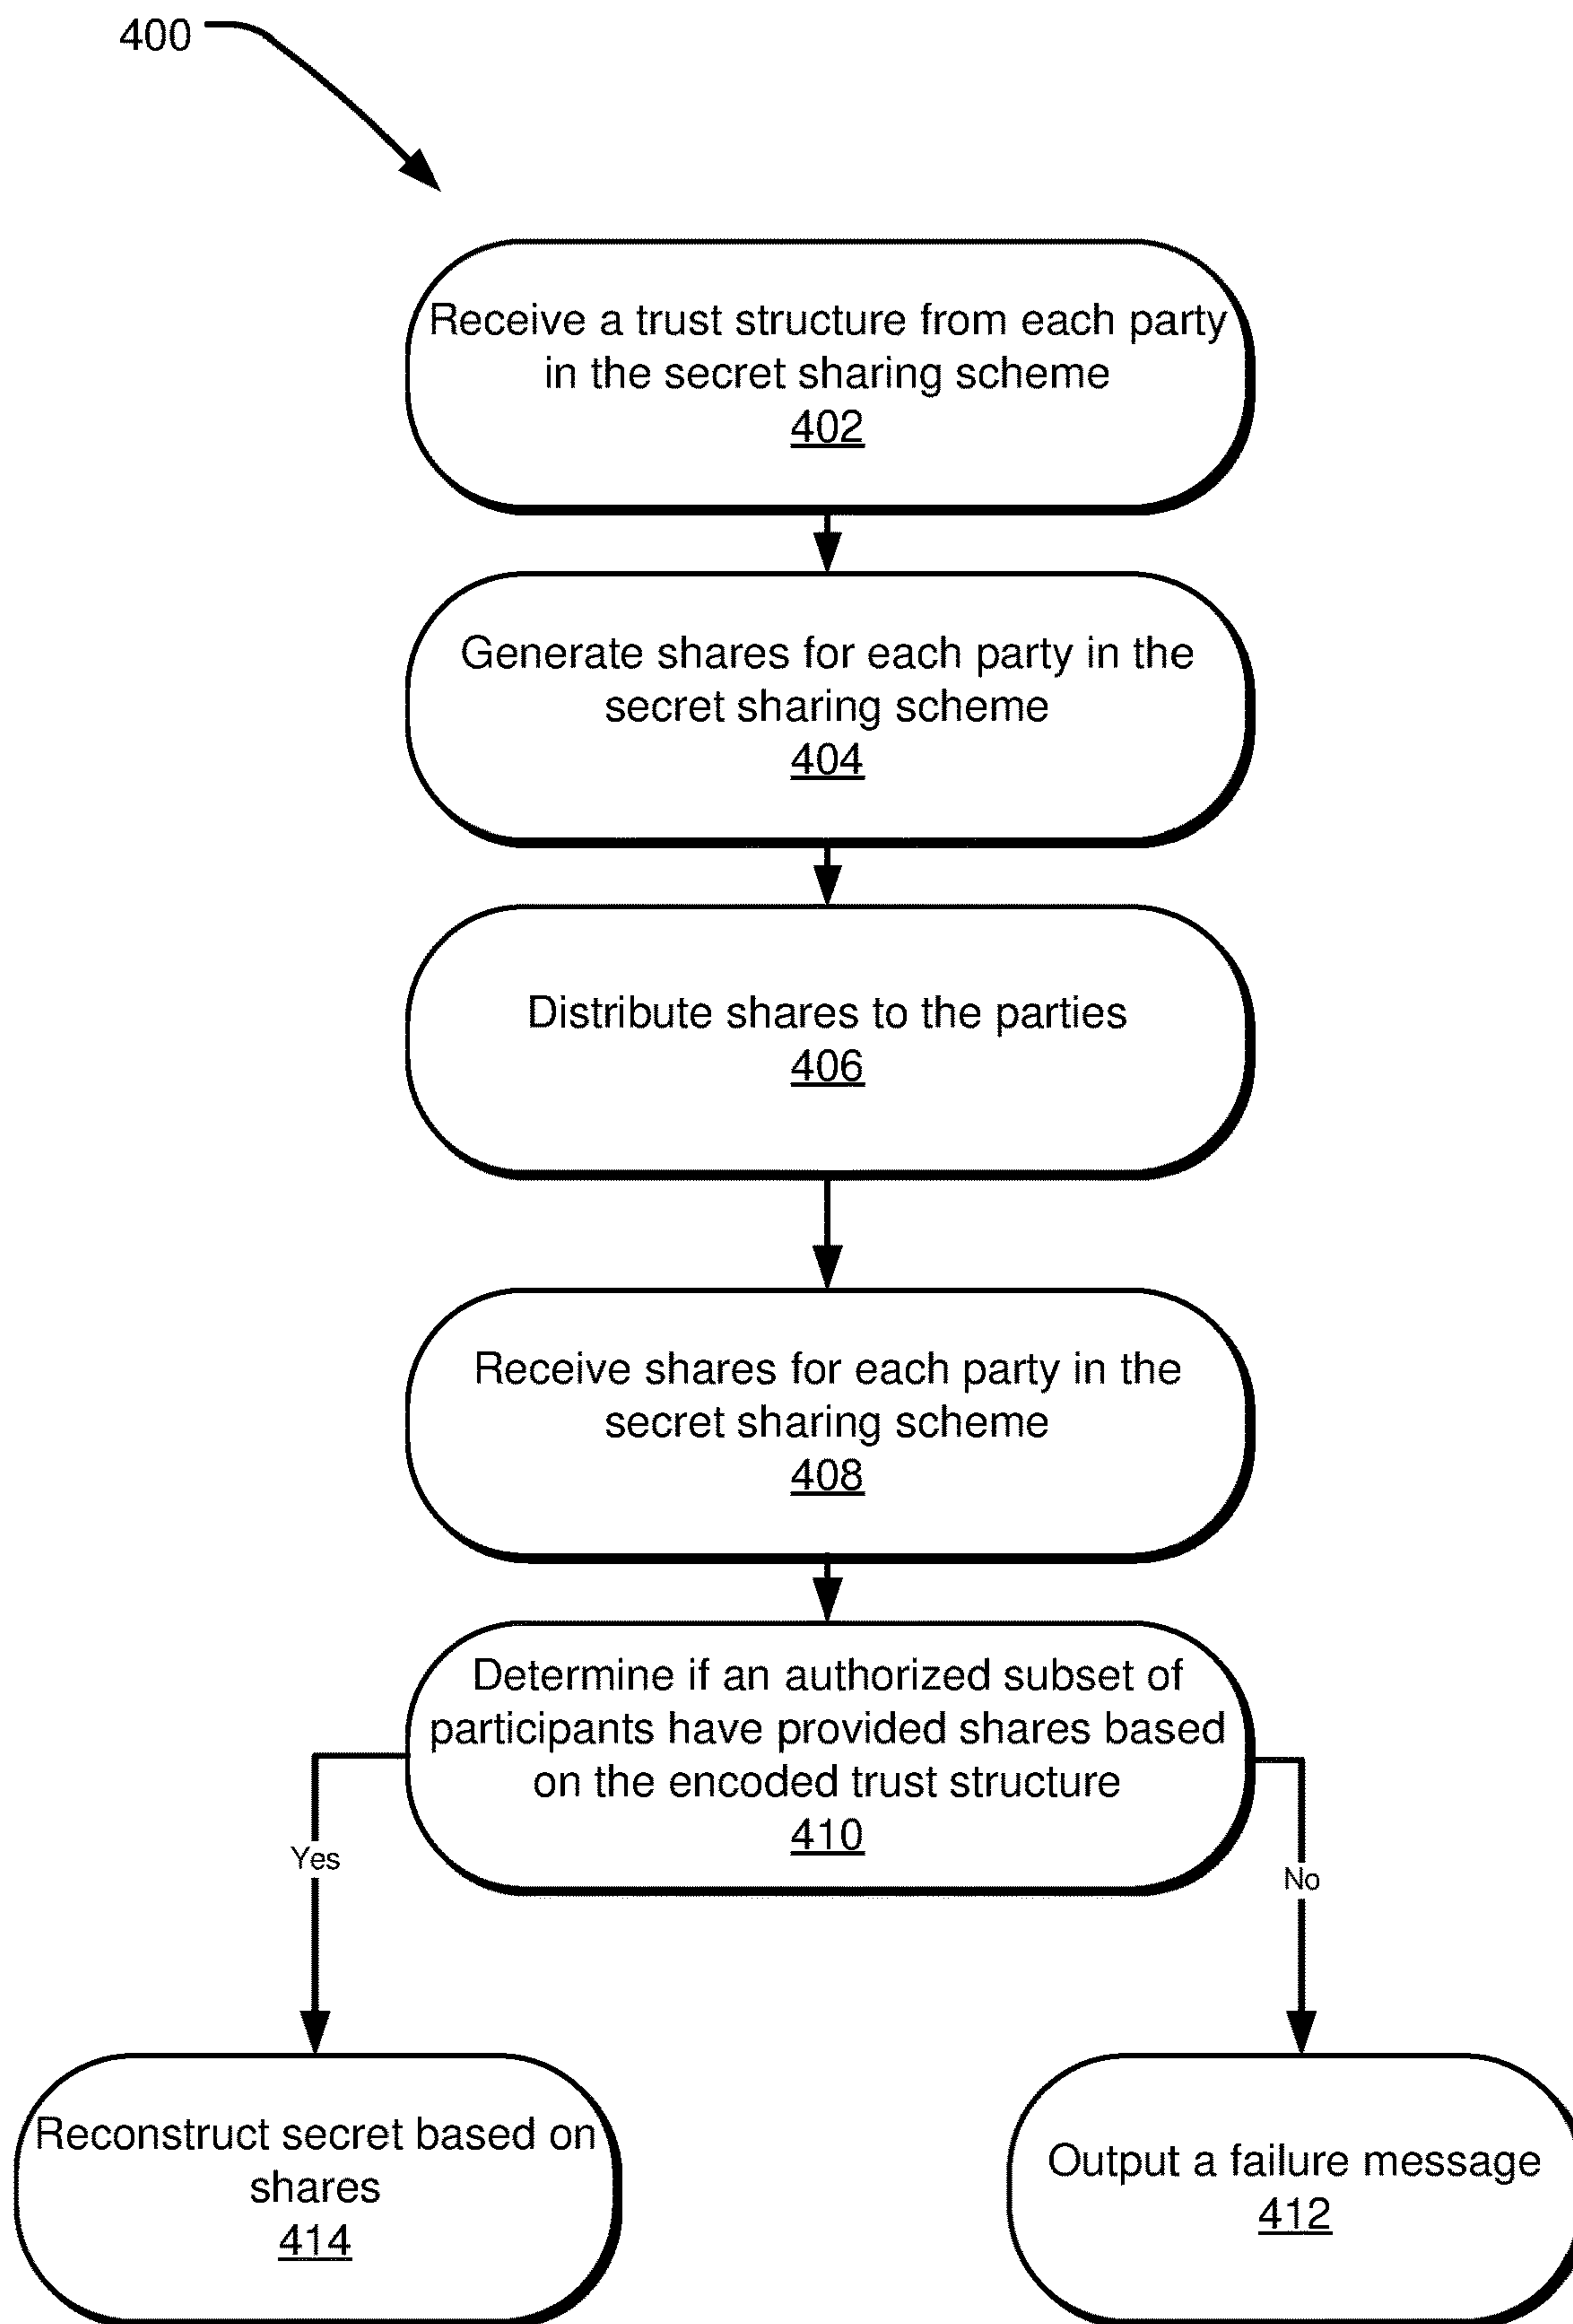 400
Receive a trust structure from each party
in the secret sharing scheme
402
Generate shares for each party in the
secret sharing scheme
404
Distribute shares to the parties
406
Receive shares for each party in the
secret sharing scheme
408
Determine if an authorized subset of
participants have provided shares based
on the encoded trust structure
410
Yes
No
Reconstruct secret based on
shares
414
Output a failure message
412